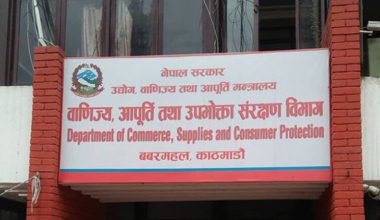 नेपाल सरकार
उद्योग, वाणिज्य तथा आपूर्ति मन्त्रालय
वाणिज्य, आपूर्ति तथा उपभोक्ता संरक्षण विभाग
Department of Commerce, Supplies and Consumer Protection
बबरमहल, काठमाडौं